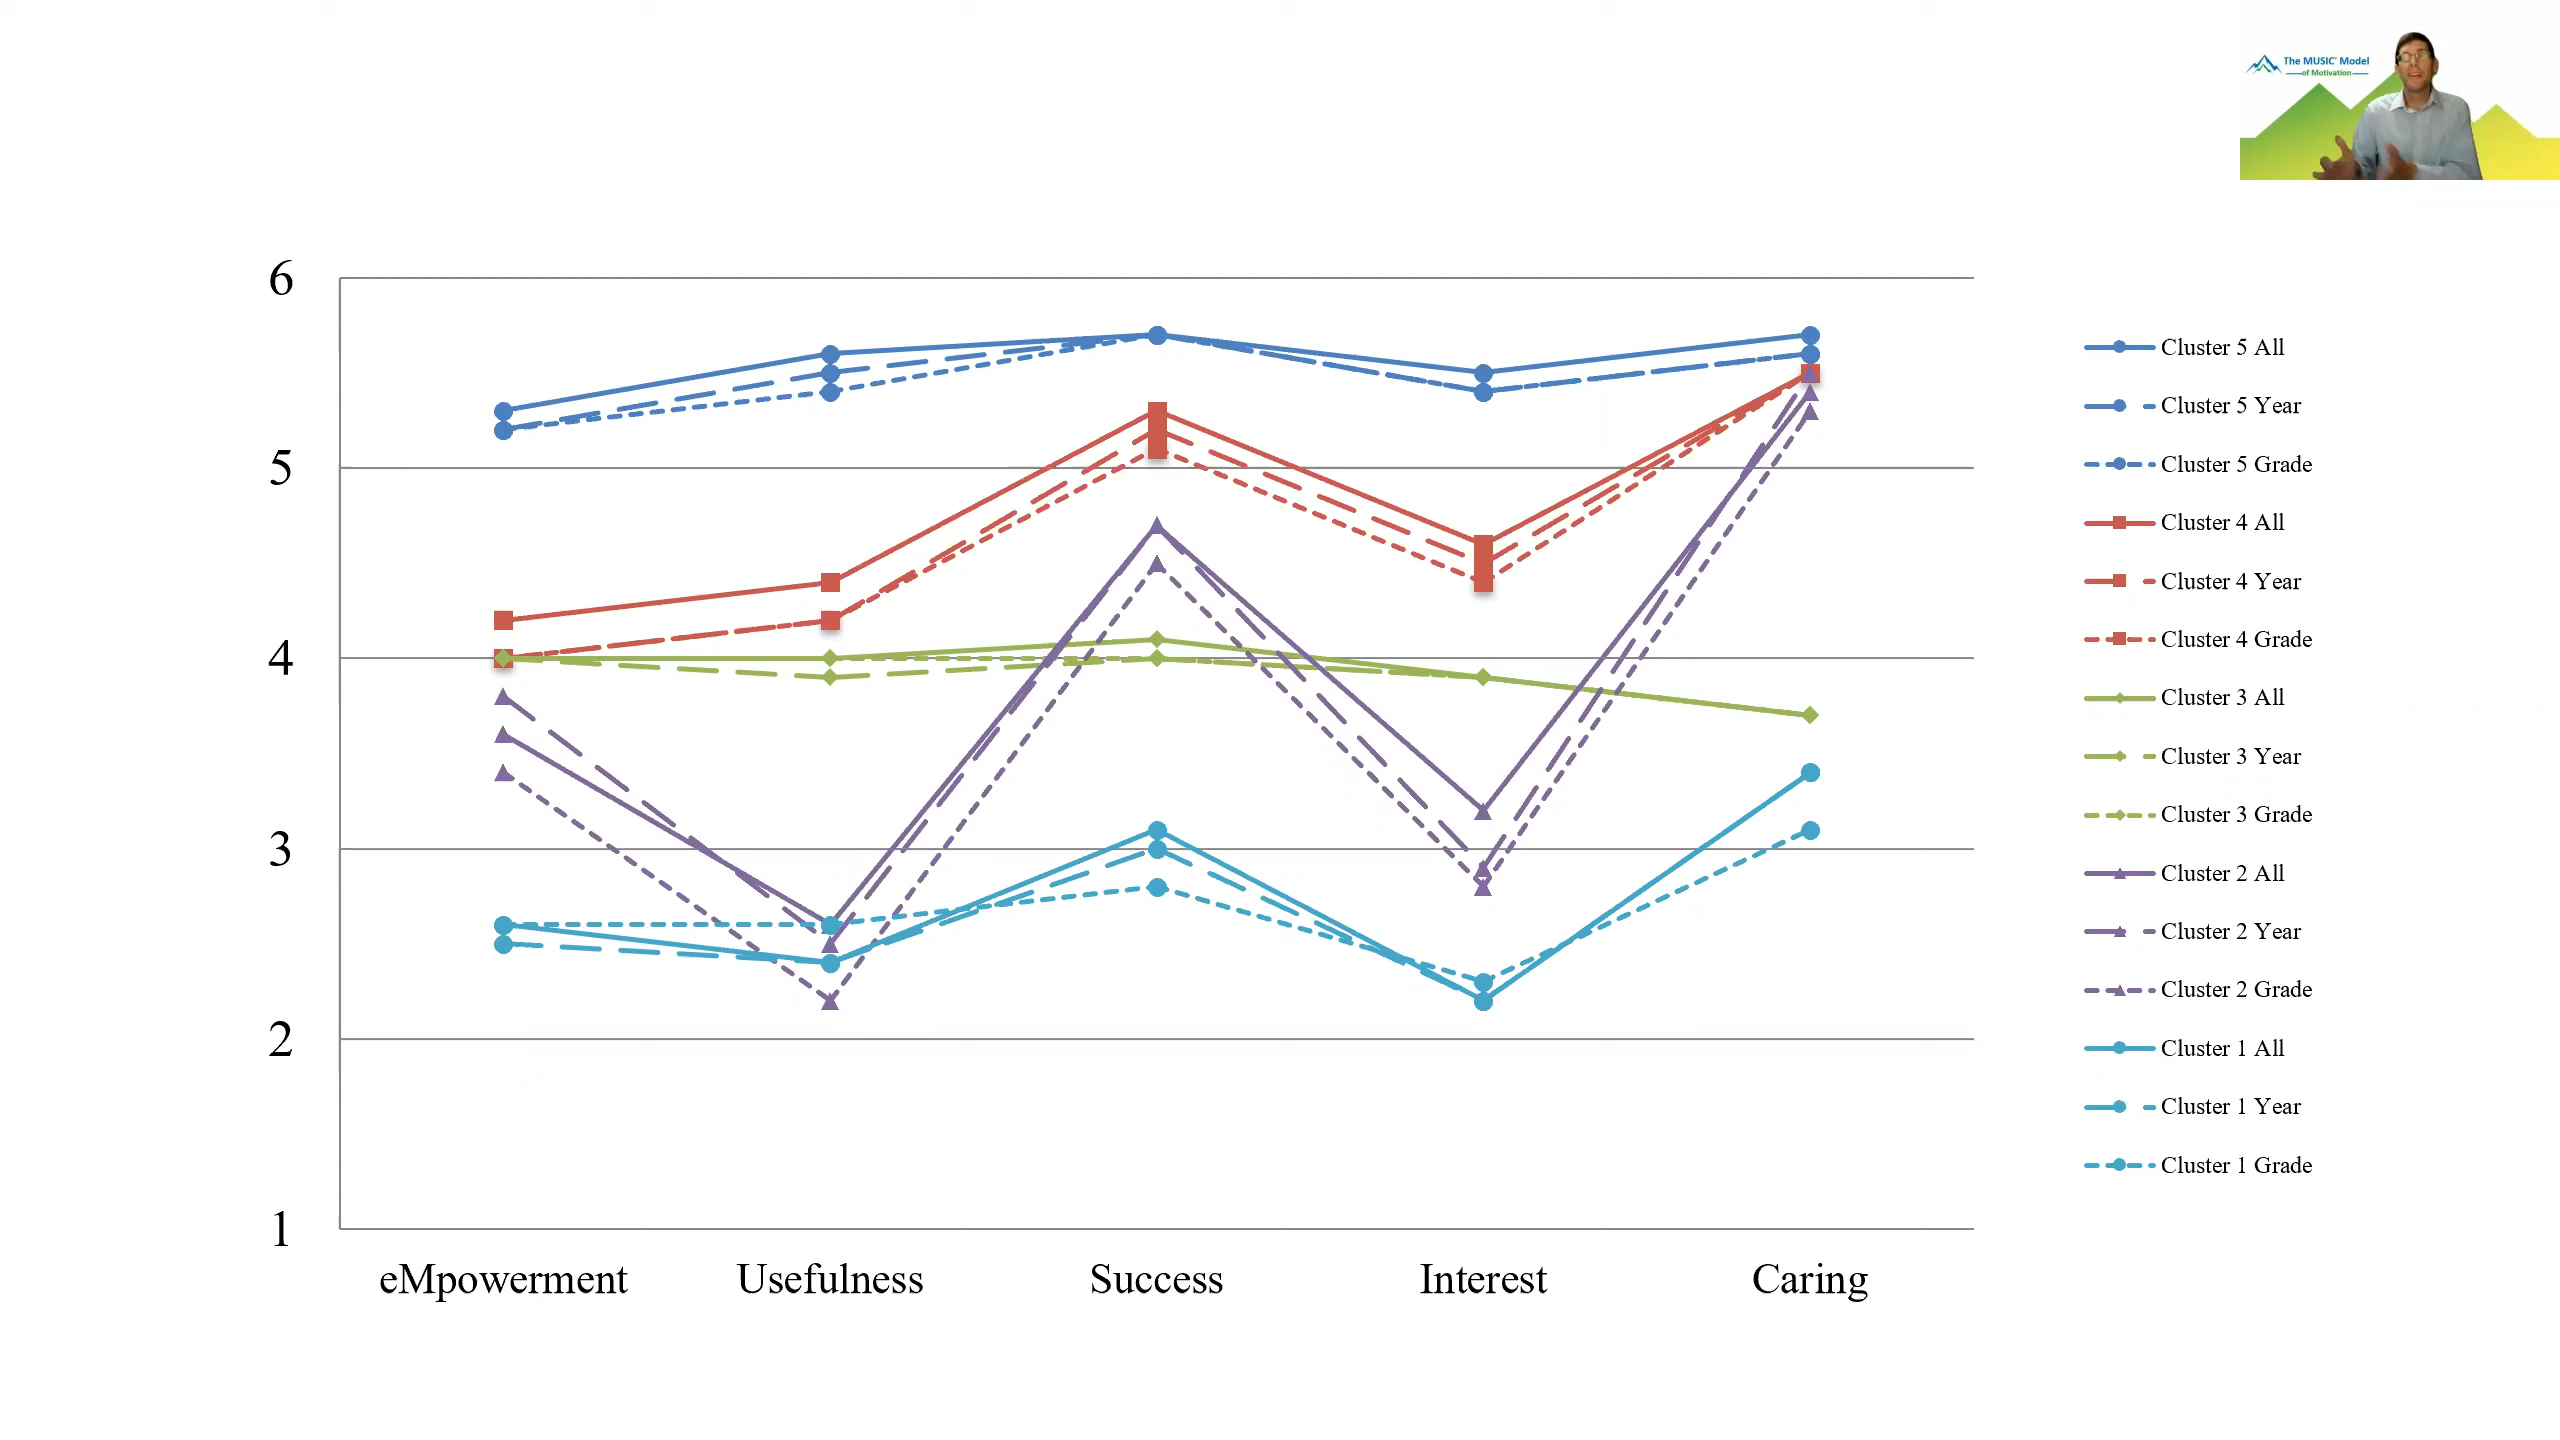 The MUSIC® Model
of Motivation
6
5
4
3
2
1
eMpowerment
Usefulness
Success
Interest
Caring
Cluster 5 All
Cluster 5 Year
Cluster 5 Grade
Cluster 4 All
Cluster 4 Year
Cluster 4 Grade
Cluster 3 All
Cluster 3 Year
Cluster 3 Grade
Cluster 2 All
Cluster 2 Year
Cluster 2 Grade
Cluster 1 All
Cluster 1 Year
Cluster 1 Grade